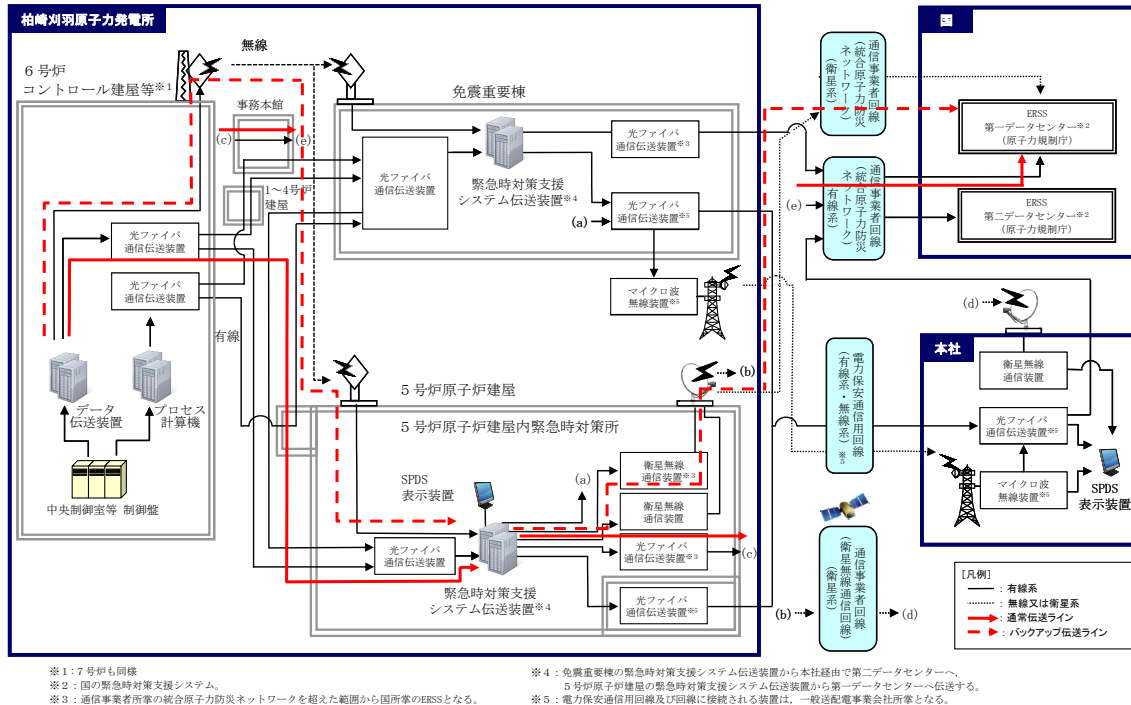 柏崎刈羽原子力発電所
6号炉
コントロール建屋等※1
無線
事務本館
(c)
(e)
1~4号炉
建屋
光ファイバ
通信伝送装置
光ファイバ
通信伝送装置
有線
データ
伝送装置
プロセス
計算機
中央制御室等 制御盤
免震重要棟
光ファイバ
通信伝送装置
緊急時対策支援
システム伝送装置※4
光ファイバ
通信伝送装置※3
(a)
光ファイバ
通信伝送装置※5
マイクロ波
無線装置※5
5号炉原子炉建屋
5号炉原子炉建屋内緊急時対策所
(b)
SPDS
表示装置
(a)
衛星無線
通信装置※3
衛星無線
通信装置
光ファイバ
通信伝送装置
光ファイバ
通信伝送装置※3
(c)
緊急時対策支援
システム伝送装置※4
光ファイバ
通信伝送装置※5
通信事業者回線
(統合原子力防災
ネットワーク)
(衛星系)
(e)
通信事業者回線
(統合原子力防災
ネットワーク)
有線系)
電力保安通信用回線
(有線系・無線系)※5
(b)
通信事業者回線
(衛星無線通信回線)
(衛星系)
(d)
国
ERSS
第一データセンター※2
(原子力規制庁)
ERSS
第二データセンター※2
(原子力規制庁)
(d)
本社
衛星無線
通信装置
光ファイバ
通信伝送装置※5
マイクロ波
無線装置※5
SPDS
表示装置
[凡例]
:有線系
:無線又は衛星系
:通常伝送ライン
:バックアップ伝送ライン
※1:7号炉も同様
※2:国の緊急時対策支援システム。
※3:通信事業者所掌の統合原子力防災ネットワークを超えた範囲から国所掌のERSSとなる。
※4:免震重要棟の緊急時対策支援システム伝送装置から本社経由で第二データセンターへ,
5号炉原子炉建屋の緊急時対策支援システム伝送装置から第一データセンターへ伝送する。
※5:電力保安通信用回線及び回線に接続される装置は,一般送配電事業会社所掌となる。